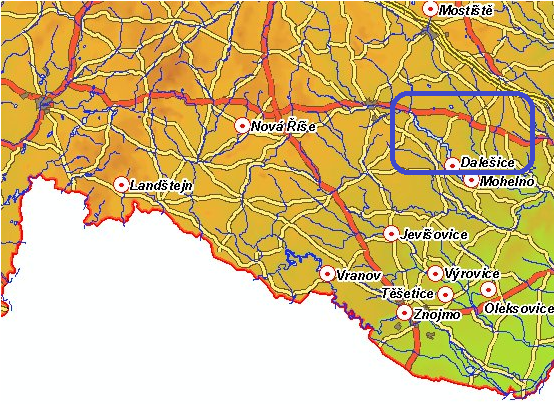 Mostiště
Nová Říše
Dalešice
Mohelno
Landštejn
Jevišovice
Vranov
Výrovice
Těšetice
Oleksovice
Znojmo